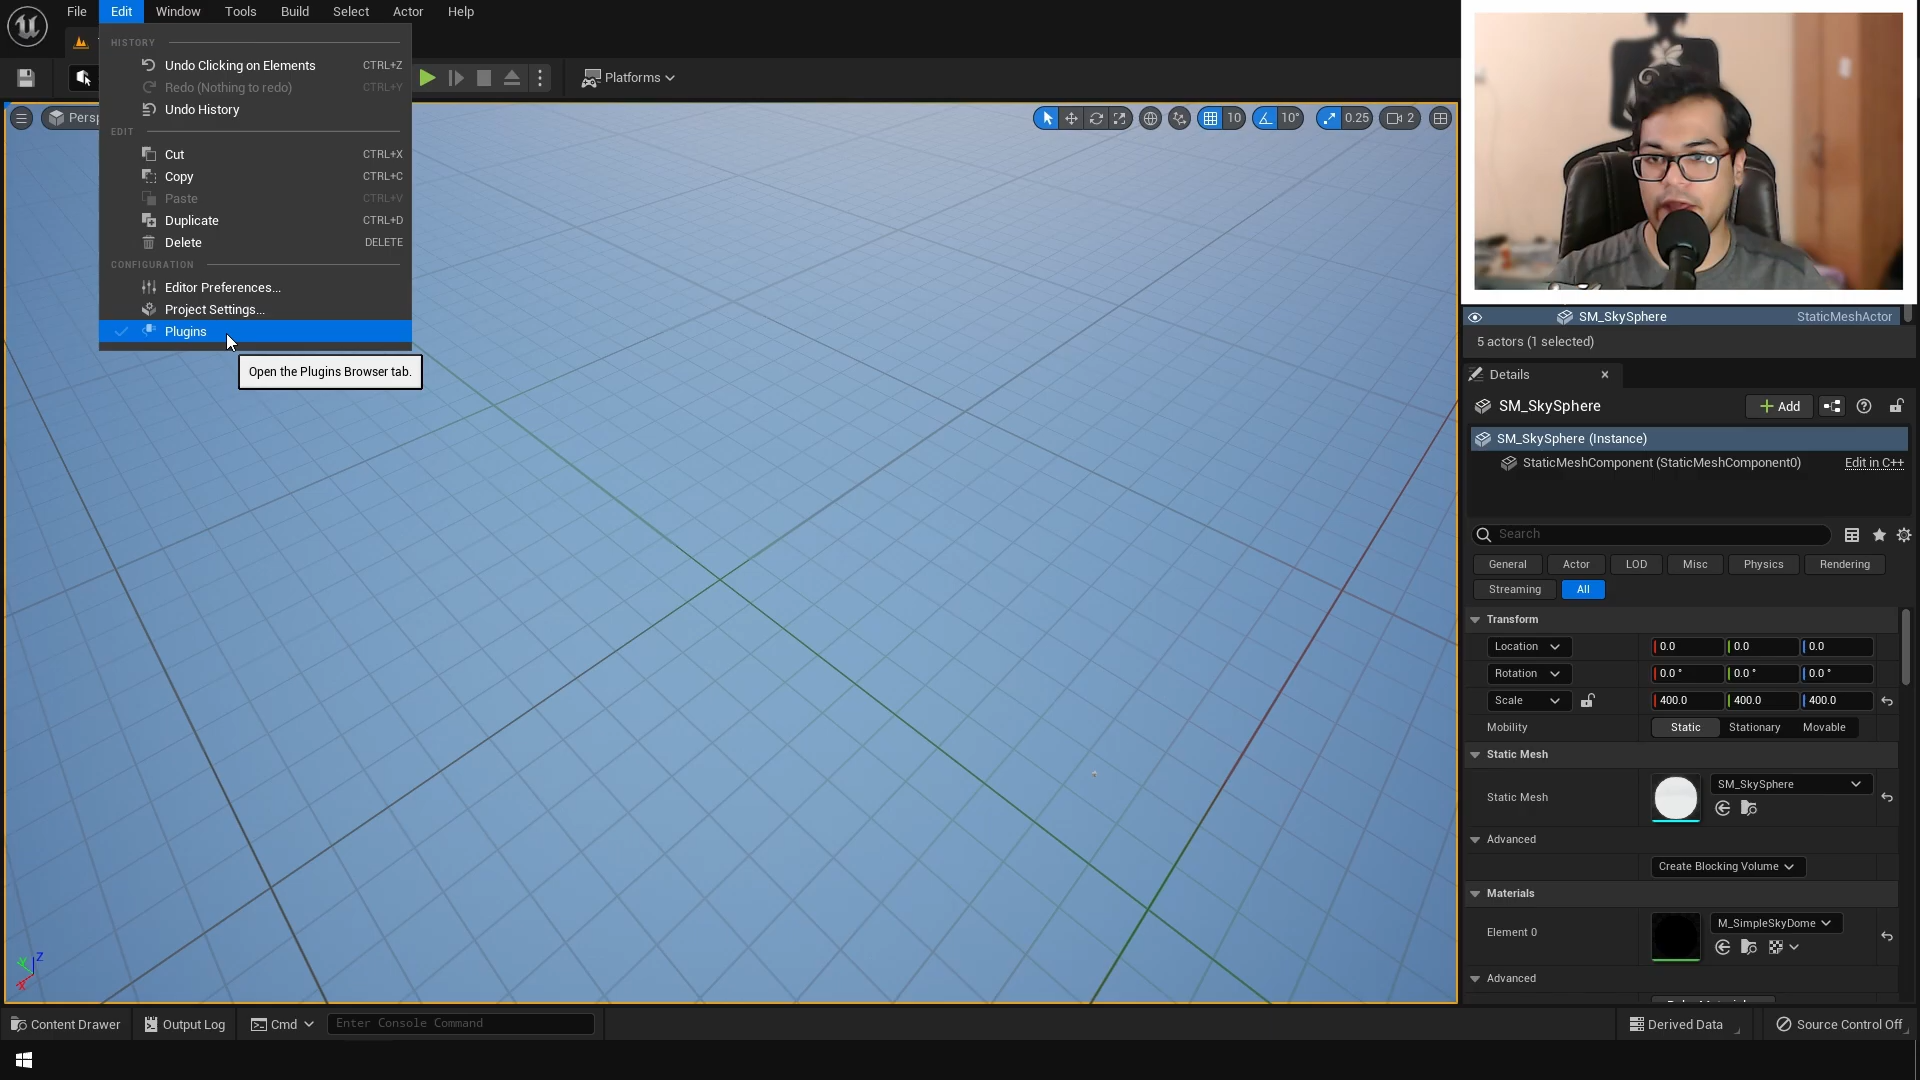 File Edit Window Tools Build Select Actor Help
HISTORY
Undo Clicking on Elements CTRL+Z
Redo (Nothing to redo) CTRL+Y
Undo History
EDIT
Cut CTRL+X
Copy CTRL+C
Paste CTRL+V
Duplicate CTRL+D
Delete DELETE
CONFIGURATION
Editor Preferences...
Project Settings...
Plugins
Open the Plugins Browser tab.
Platforms
10 10° 0.25 2
Z
Y
X
SM_SkySphere StaticMeshActor
5 actors (1 selected)
Details
SM_SkySphere Add
SM_SkySphere (Instance)
StaticMeshComponent (StaticMeshComponent0) Edit in C++
Search
General Actor LOD Misc Physics Rendering
Streaming All
Transform
Location 0.0 0.0 0.0
Rotation 0.0 ° 0.0 ° 0.0 °
Scale 400.0 400.0 400.0
Mobility Static Stationary Movable
Static Mesh
Static Mesh SM_SkySphere
Advanced
Create Blocking Volume
Materials
Element 0 M_SimpleSkyDome
Advanced
Content Drawer Output Log Cmd Enter Console Command Derived Data Source Control Off